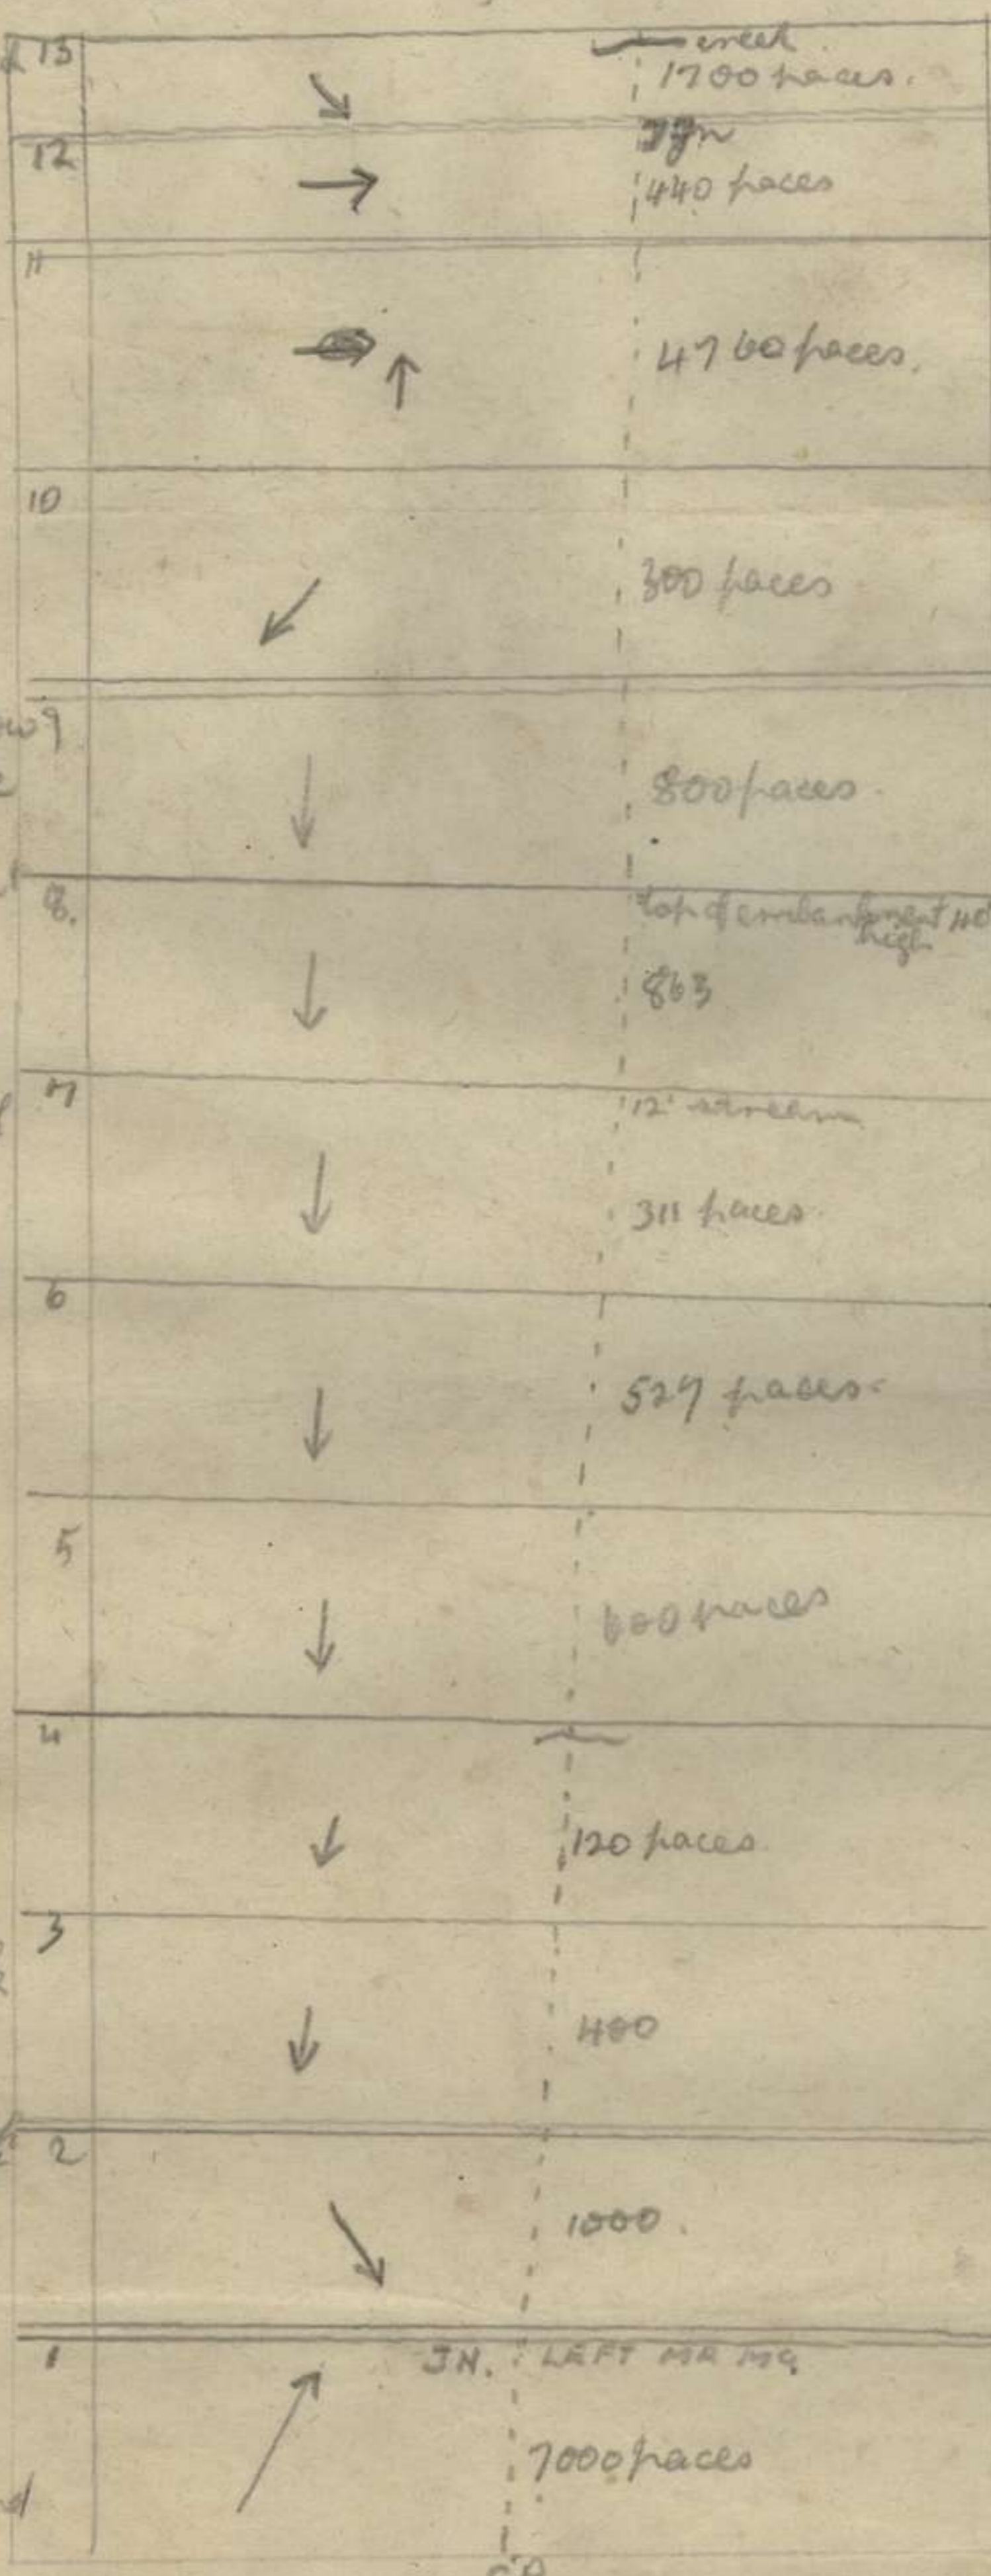 13
creek
1700 paces.
12
440 paces
11
4760 paces.
10
300 paces
9
800 paces.
8.
top of embankment 40'
high
863
7
12' stream
311 paces.
6
527 paces.
5
600 paces
4
120 paces.
3
400
2
1000.
1
JN. LEFT
7000 paces